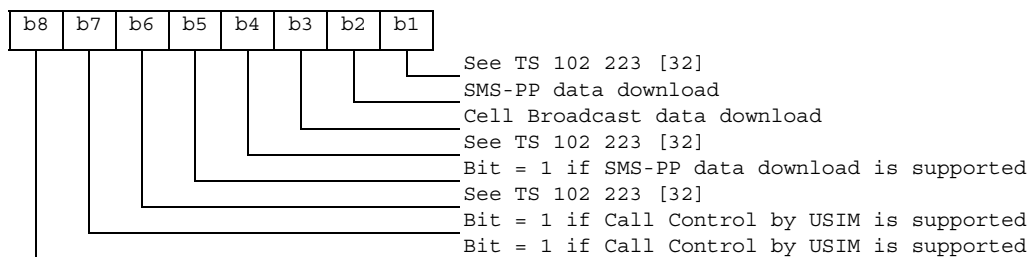 b8 b7 b6 b5 b4 b3 b2 b1
See TS 102 223 [32]
SMS-PP data download
Cell Broadcast data download
See TS 102 223 [32]
Bit = 1 if SMS-PP data download is supported
See TS 102 223 [32]
Bit = 1 if Call Control by USIM is supported
Bit = 1 if Call Control by USIM is supported